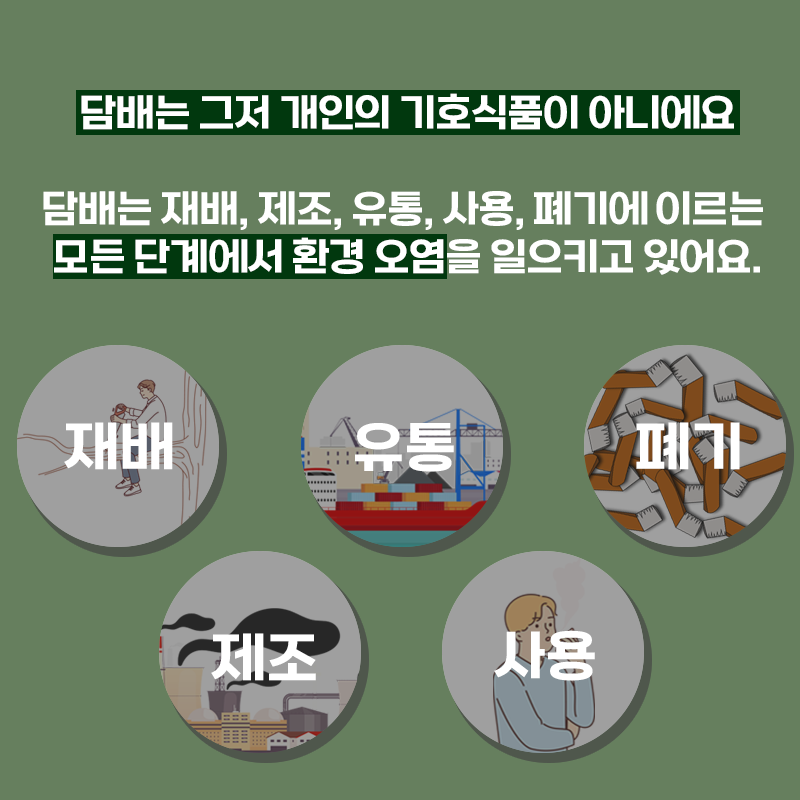 담배는 그저 개인의 기호식품이 아니에요
담배는 재배, 제조, 유통, 사용, 폐기에 이르는
모든 단계에서 환경 오염을 일으키고 있어요.
재배
유통
폐기
제조
사용